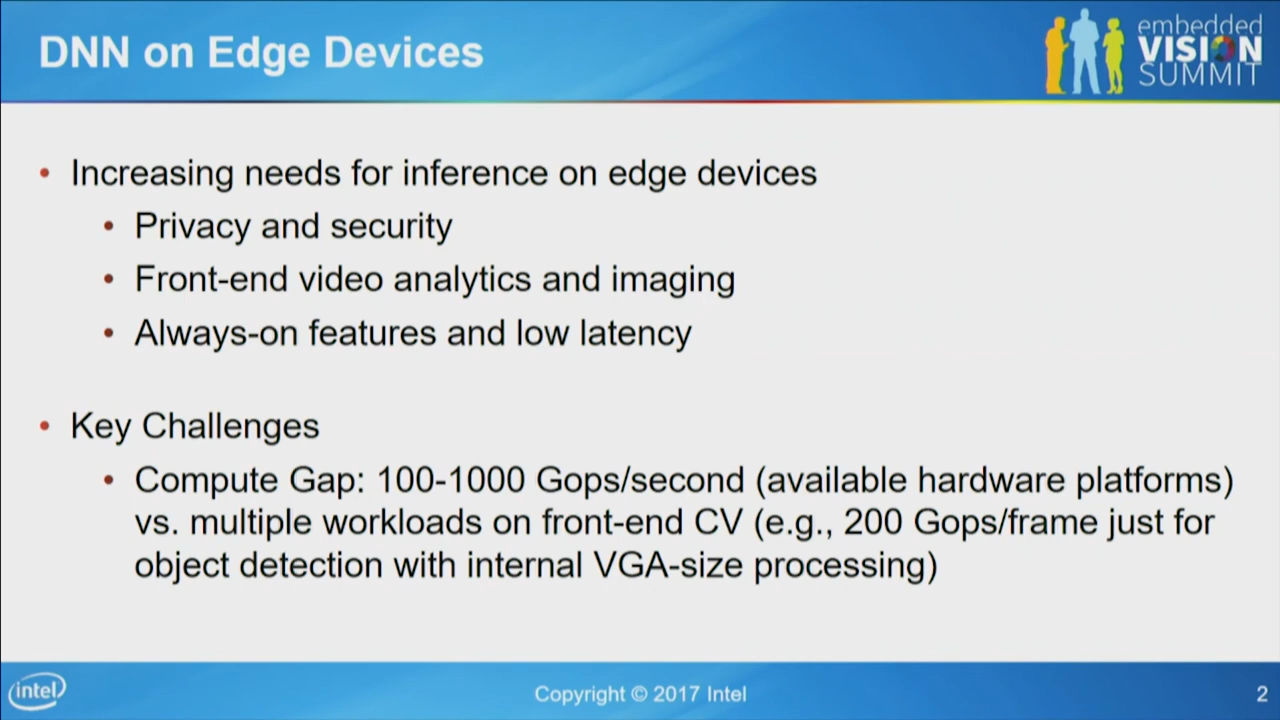 DNN on Edge Devices
embedded
VISION
SUMMIT
• Increasing needs for inference on edge devices
• Privacy and security
• Front-end video analytics and imaging
• Always-on features and low latency
• Key Challenges
• Compute Gap: 100-1000 Gops/second (available hardware platforms)
vs. multiple workloads on front-end CV (e.g., 200 Gops/frame just for
object detection with internal VGA-size processing)
intel
Copyright © 2017 Intel
2